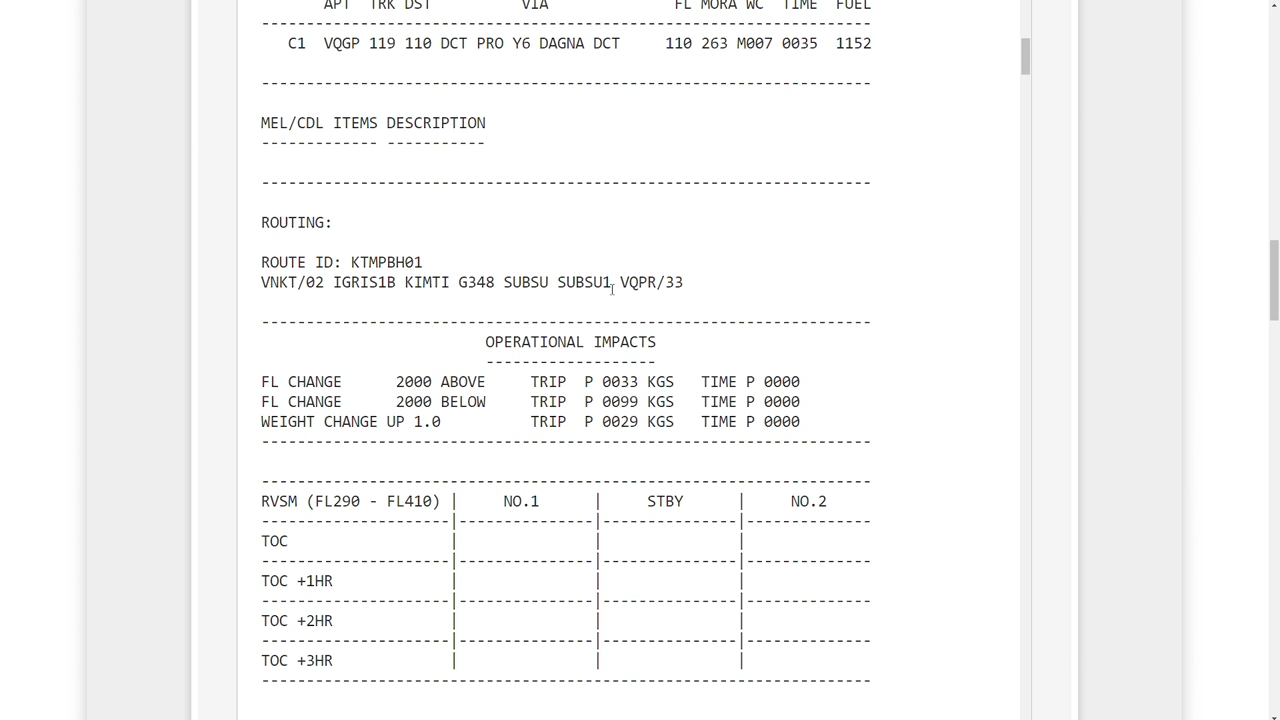 APT TRK DST VIA FL MORA WC TIME FUEL
--------------------------------------------------------------------
C1 VQGP 119 110 DCT PRO Y6 DAGNA DCT 110 263 M007 0035 1152
--------------------------------------------------------------------
MEL/CDL ITEMS DESCRIPTION
------------- -----------
--------------------------------------------------------------------
ROUTING:
ROUTE ID: KTMPBH01
VNKT/02 IGRIS1B KIMTI G348 SUBSU SUBSU1 VQPR/33
--------------------------------------------------------------------
OPERATIONAL IMPACTS
-------------------
FL CHANGE 2000 ABOVE TRIP P 0033 KGS TIME P 0000
FL CHANGE 2000 BELOW TRIP P 0099 KGS TIME P 0000
WEIGHT CHANGE UP 1.0 TRIP P 0029 KGS TIME P 0000
--------------------------------------------------------------------
--------------------------------------------------------------------
RVSM (FL290 - FL410) | NO.1 | STBY | NO.2
---------------------|---------------|---------------|--------------
TOC | | |
---------------------|---------------|---------------|--------------
TOC +1HR | | |
---------------------|---------------|---------------|--------------
TOC +2HR | | |
---------------------|---------------|---------------|--------------
TOC +3HR | | |
--------------------------------------------------------------------